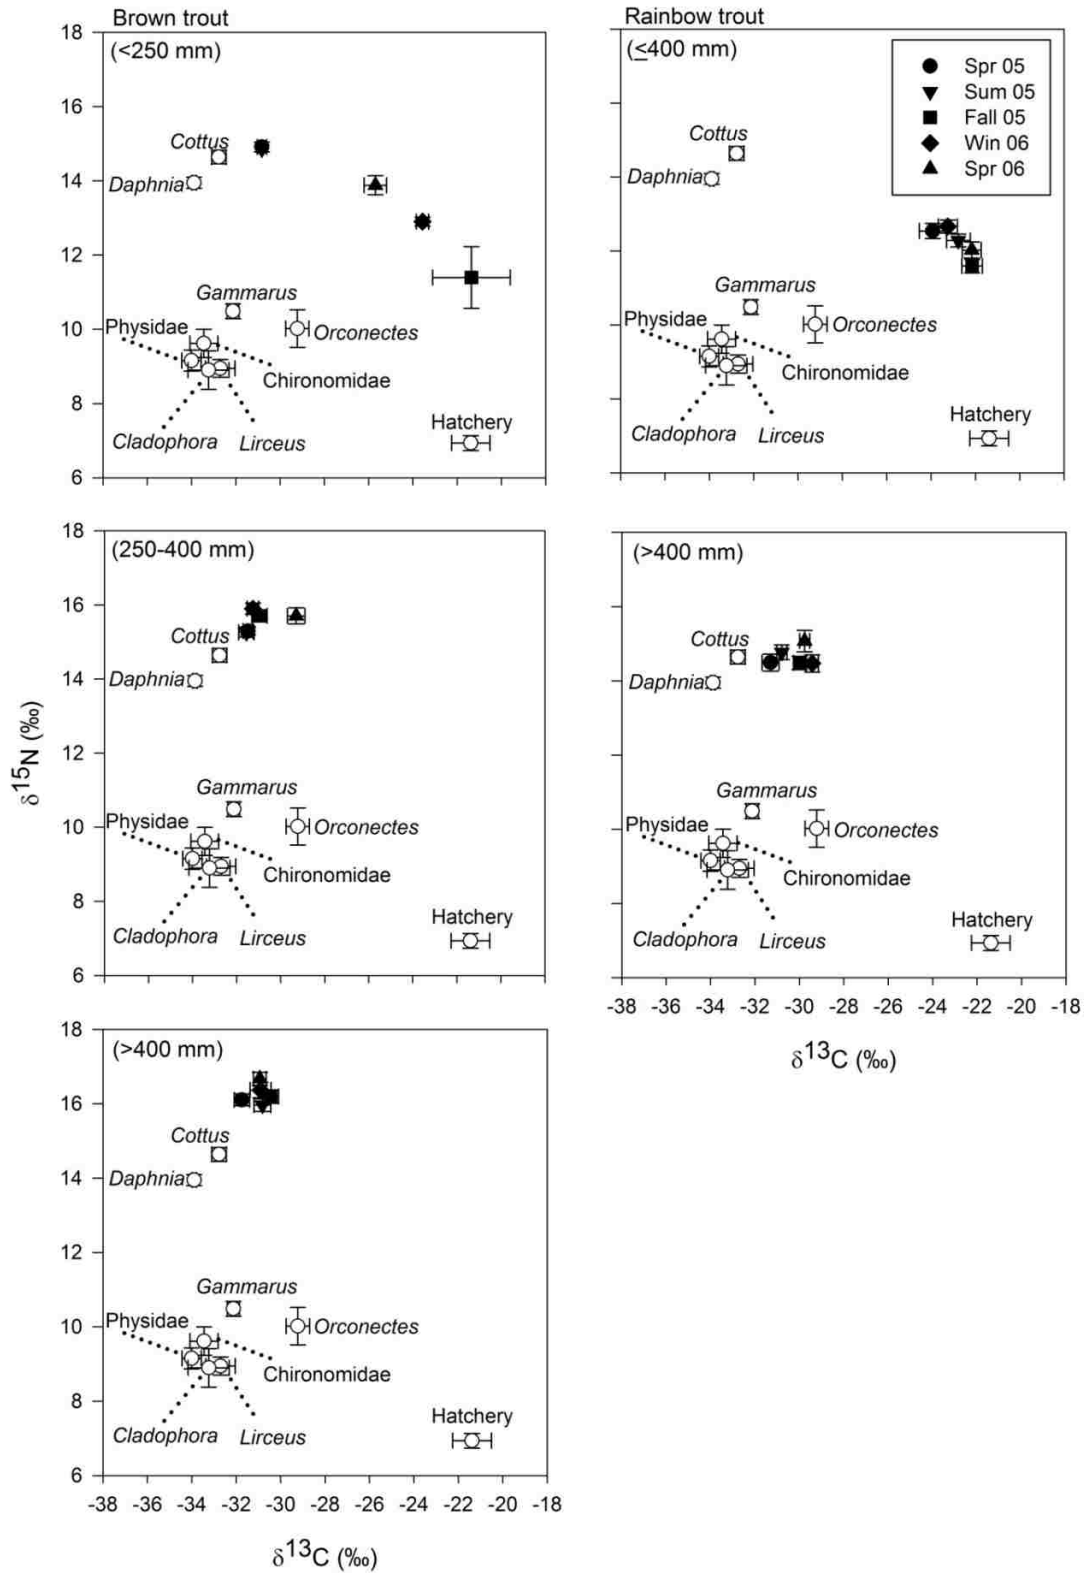 Brown trout
(<250 mm)
18
16
14
12
10
8
6
Cottus
Daphnia
Gammarus
Physidae
Orconectes
Chironomidae
Cladophora
Lirceus
Hatchery
Rainbow trout
(≤400 mm)
Spr 05
Sum 05
Fall 05
Win 06
Spr 06
Cottus
Daphnia
Gammarus
Physidae
Orconectes
Chironomidae
Cladophora
Lirceus
Hatchery
(250-400 mm)
18
16
14
12
10
8
6
δ15N (‰)
Cottus
Daphnia
Gammarus
Physidae
Orconectes
Chironomidae
Cladophora
Lirceus
Hatchery
(>400 mm)
Cottus
Daphnia
Gammarus
Physidae
Orconectes
Chironomidae
Cladophora
Lirceus
Hatchery
-38 -36 -34 -32 -30 -28 -26 -24 -22 -20 -18
δ13C (‰)
(>400 mm)
18
16
14
12
10
8
6
Cottus
Daphnia
Gammarus
Physidae
Orconectes
Chironomidae
Cladophora
Lirceus
Hatchery
-38 -36 -34 -32 -30 -28 -26 -24 -22 -20 -18
δ13C (‰)